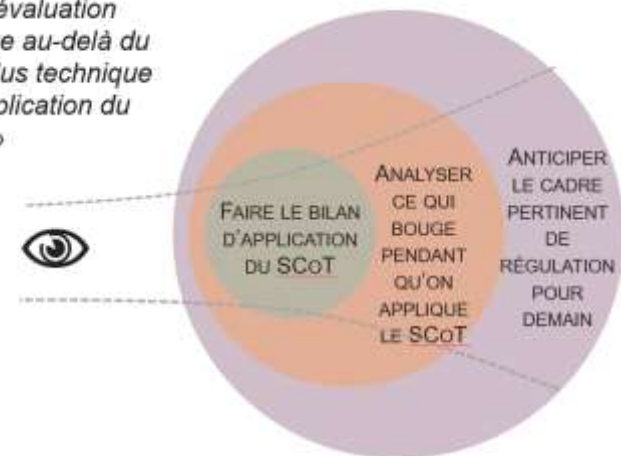 évaluation
au-delà du
lus technique
plication du
»
FAIRE LE BILAN
D'APPLICATION
DU SCOT
ANALYSER
CE QUI
BOUGE
PENDANT
QU'ON
APPLIQUE
LE SCOT
ANTICIPER
LE CADRE
PERTINENT
DE
RÉGULATION
POUR
DEMAIN